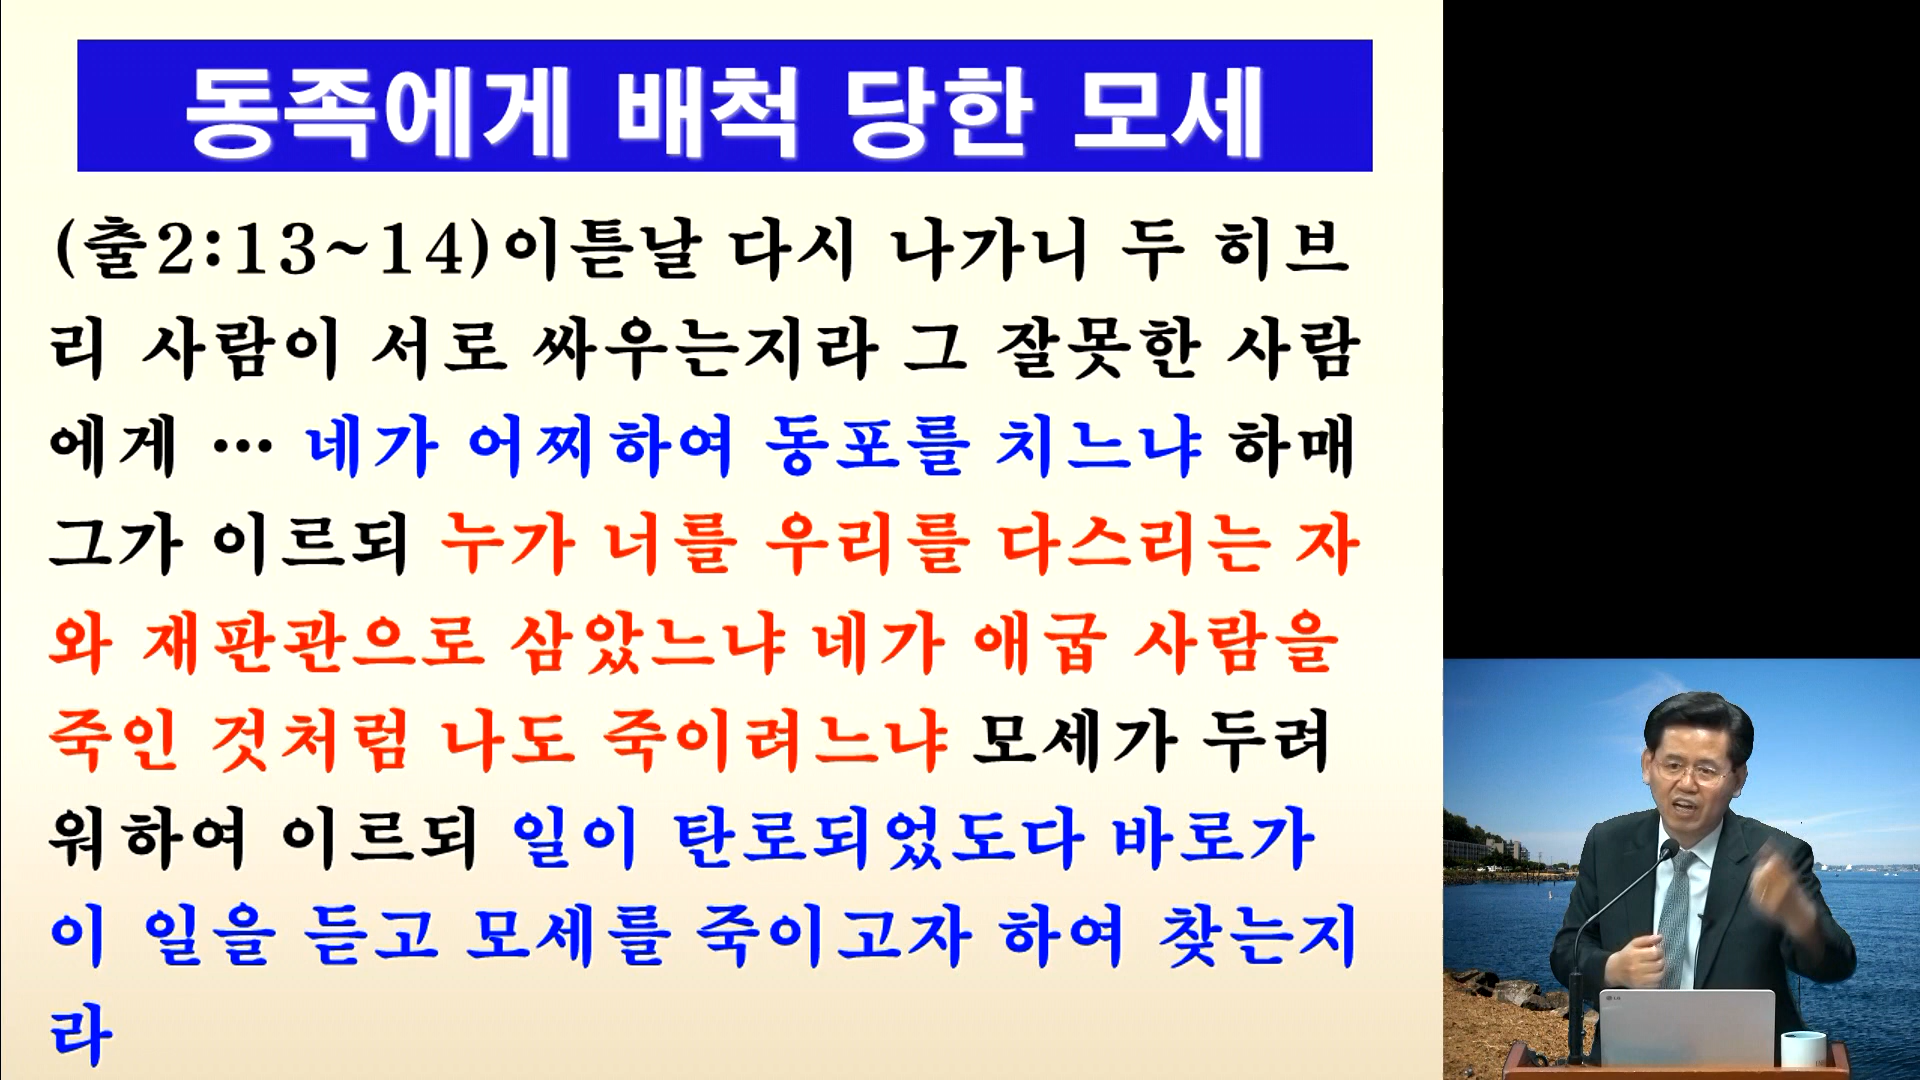 동족에게 배척 당한 모세
(출2:13~14)이튿날 다시 나가니 두 히브
리 사람이 서로 싸우는지라 그 잘못한 사람
에게 … 네가 어찌하여 동포를 치느냐 하매
그가 이르되 누가 너를 우리를 다스리는 자
와 재판관으로 삼았느냐 네가 애굽 사람을
죽인 것처럼 나도 죽이려느냐 모세가 두려
워하여 이르되 일이 탄로되었도다 바로가
이 일을 듣고 모세를 죽이고자 하여 찾는지
라
LG